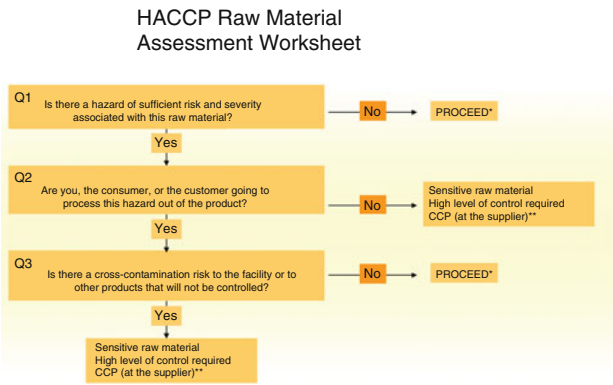 HACCP Raw Material
Assessment Worksheet
Q1
Is there a hazard of sufficient risk and severity
associated with this raw material?
No
PROCEED*
Yes
Q2
Are you, the consumer, or the customer going to
process this hazard out of the product?
No
Sensitive raw material
High level of control required
CCP (at the supplier)**
Yes
Q3
Is there a cross-contamination risk to the facility or to
other products that will not be controlled?
No
PROCEED*
Yes
Sensitive raw material
High level of control required
CCP (at the supplier)**